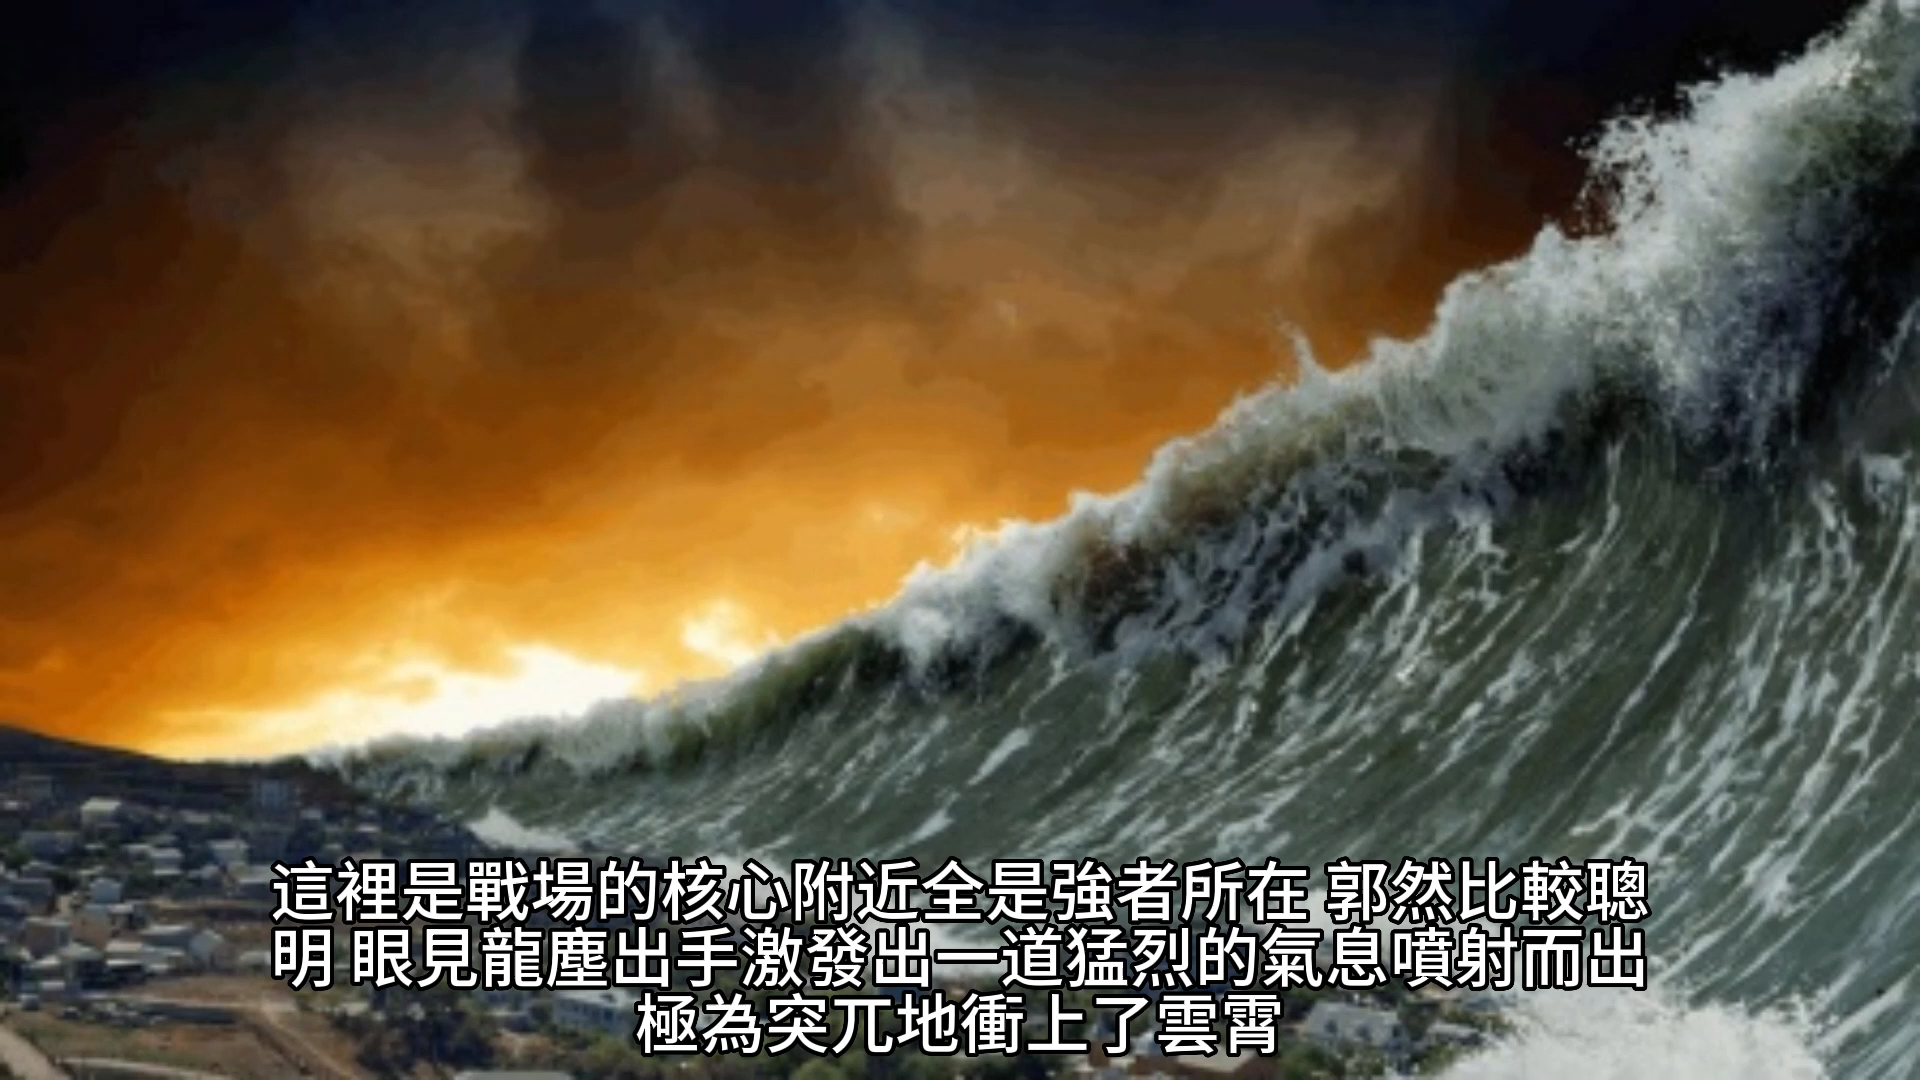 這裡是戰場的核心附近全是強者所在 郭然比較聰
明 眼見龍塵出手激發出一道猛烈的氣息噴射而出
極為突兀地衝上了雲霄